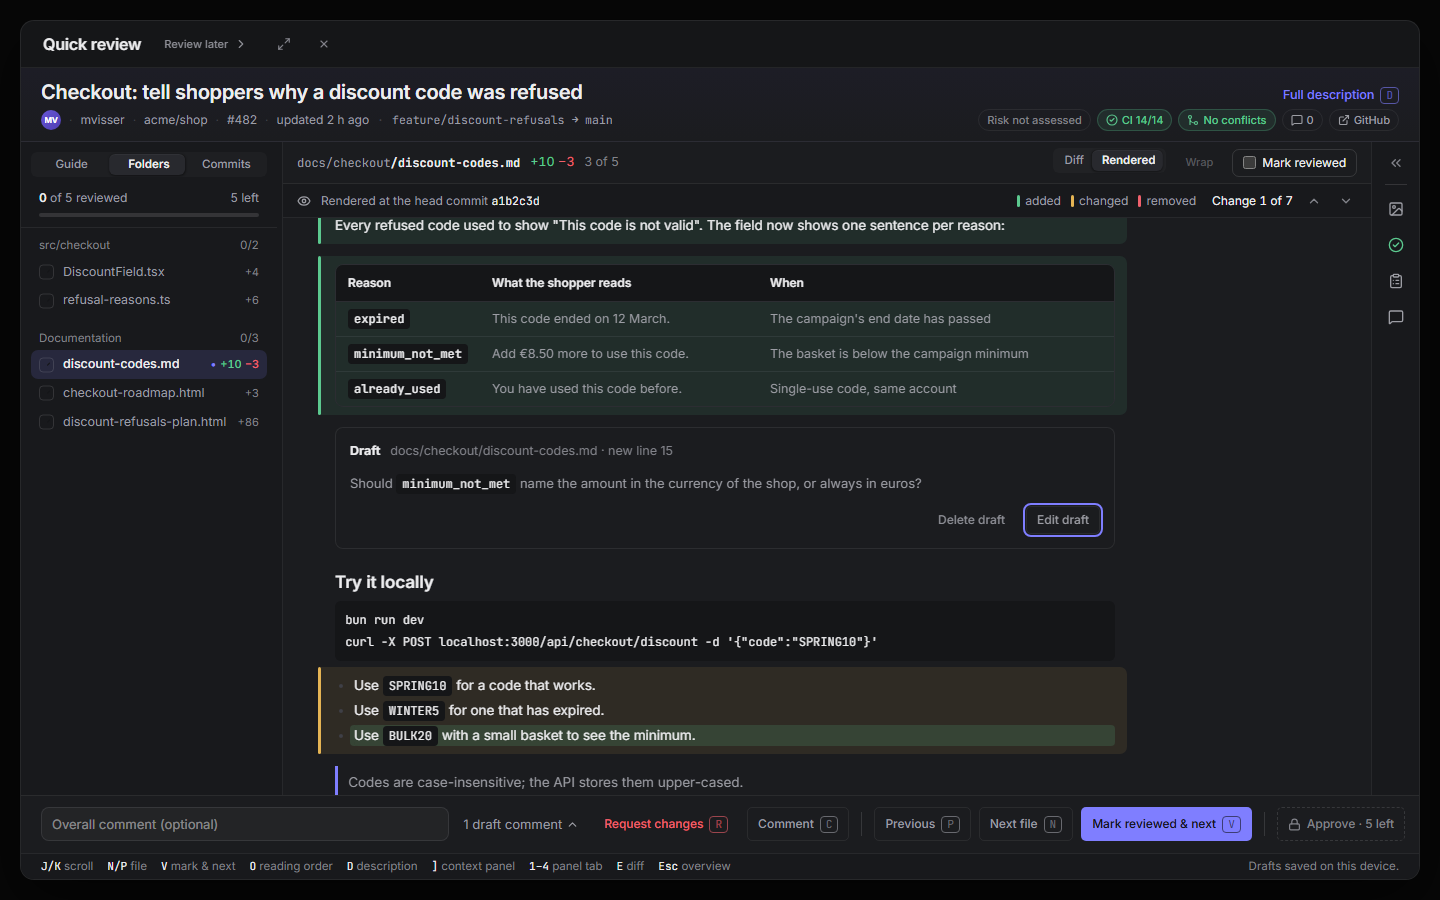 Quick review Review later
Checkout: tell shoppers why a discount code was refused
Full description D
MV · mvisser · acme/shop · #482 · updated 2 h ago · feature/discount-refusals → main
Risk not assessed CI 14/14 No conflicts 0 GitHub
Guide Folders Commits
docs/checkout/discount-codes.md +10 −3 3 of 5
Diff Rendered Wrap Mark reviewed
0 of 5 reviewed 5 left
Rendered at the head commit a1b2c3d
added changed removed Change 1 of 7
src/checkout 0/2
DiscountField.tsx +4
refusal-reasons.ts +6
Documentation 0/3
discount-codes.md • +10 −3
checkout-roadmap.html +3
discount-refusals-plan.html +86
Every refused code used to show "This code is not valid". The field now shows one sentence per reason:
Reason What the shopper reads When
expired This code ended on 12 March. The campaign's end date has passed
minimum_not_met Add €8.50 more to use this code. The basket is below the campaign minimum
already_used You have used this code before. Single-use code, same account
Draft docs/checkout/discount-codes.md · new line 15
Should minimum_not_met name the amount in the currency of the shop, or always in euros?
Delete draft Edit draft
Try it locally
bun run dev
curl -X POST localhost:3000/api/checkout/discount -d '{"code":"SPRING10"}'
• Use SPRING10 for a code that works.
• Use WINTER5 for one that has expired.
• Use BULK20 with a small basket to see the minimum.
Codes are case-insensitive; the API stores them upper-cased.
Overall comment (optional) 1 draft comment Request changes R Comment C Previous P Next file N Mark reviewed & next V Approve · 5 left
J/K scroll N/P file V mark & next O reading order D description ] context panel 1–4 panel tab E diff Esc overview
Drafts saved on this device.